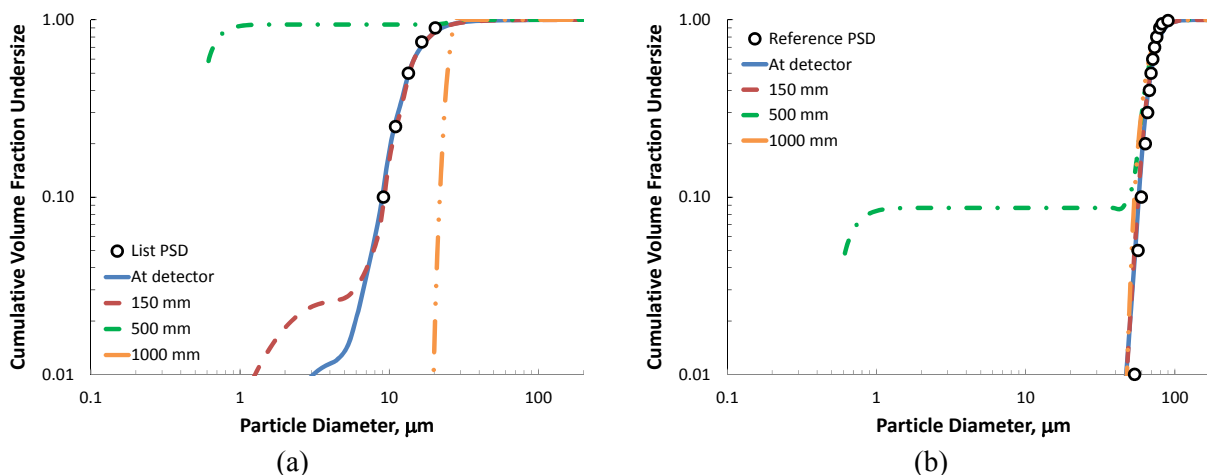 Cumulative Volume Fraction Undersize
1.00
0.10
0.01
List PSD
At detector
150 mm
500 mm
1000 mm
0.1
1
10
100
Particle Diameter, μm
(a)
Cumulative Volume Fraction Undersize
1.00
0.10
0.01
Reference PSD
At detector
150 mm
500 mm
1000 mm
0.1
1
10
100
Particle Diameter, μm
(b)